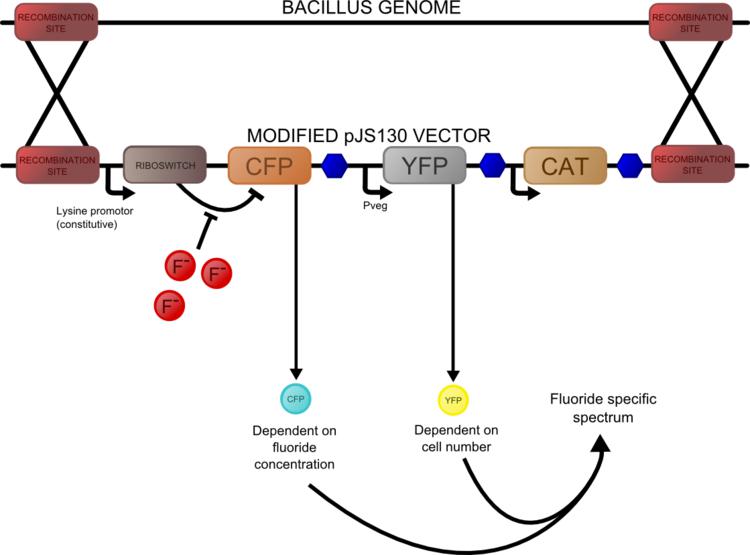 BACILLUS GENOME
RECOMBINATION
SITE
RECOMBINATION
SITE
MODIFIED pJS130 VECTOR
RECOMBINATION
SITE
RIBOSWITCH
CFP
YFP
CAT
RECOMBINATION
SITE
Lysine promotor
(constitutive)
Pveg
F-
F-
F-
CFP
YFP
Dependent on
fluoride
concentration
Dependent on
cell number
Fluoride specific
spectrum